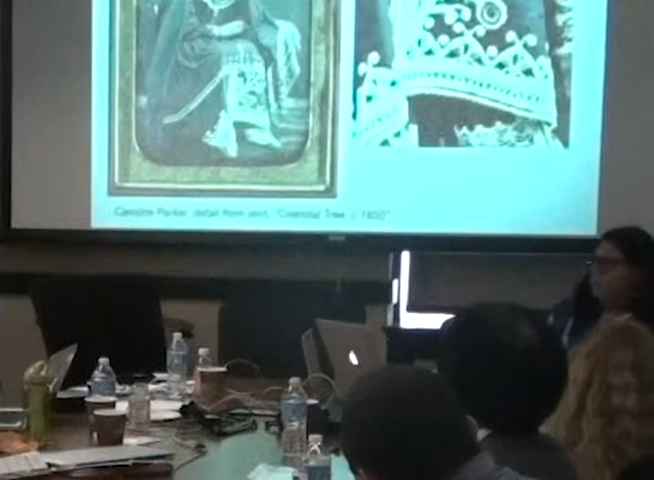 Caroline Parker, detail from skirt, "Celestial Tree, c. 1850"